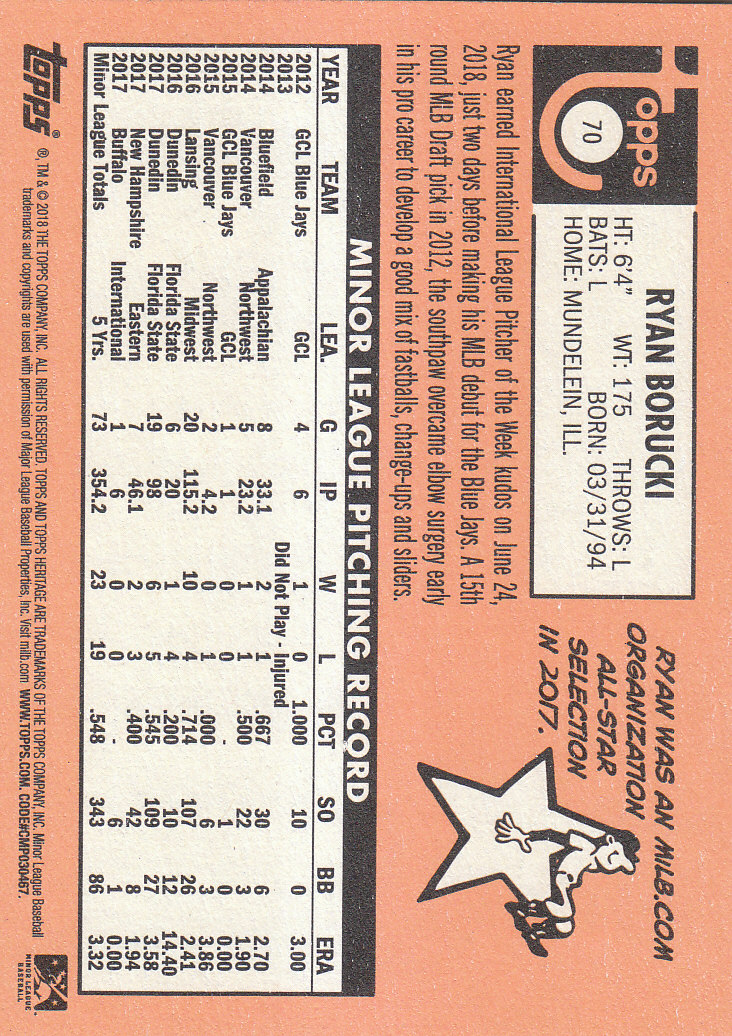 Topps
70
RYAN BORUCKI
HT: 6'4" WT: 175 THROWS: L
BATS: L BORN: 03/31/94
HOME: MUNDELEIN, ILL.
RYAN WAS AN MILB.COM
ORGANIZATION
ALL-STAR
SELECTION
IN 2017.
Ryan earned International League Pitcher of the Week kudos on June 24,
2018, just two days before making his MLB debut for the Blue Jays. A 15th
round MLB Draft pick in 2012, the southpaw overcame elbow surgery early
in his pro career to develop a good mix of fastballs, change-ups and sliders.
MINOR LEAGUE PITCHING RECORD
YEAR TEAM LEA. G IP W L PCT SO BB ERA
2012 GCL Blue Jays GCL 4 6 1 0 1.000 10 0 3.00
2013 Did Not Play - Injured
2014 Bluefield Appalachian 8 33.1 2 1 .667 30 6 2.70
2014 Vancouver Northwest 5 23.2 1 1 .500 22 3 1.90
2015 GCL Blue Jays GCL 1 1 0 0 - 1 0 0.00
2015 Vancouver Northwest 2 4.2 0 1 .000 6 3 3.86
2016 Lansing Midwest 20 115.2 10 4 .714 107 26 2.41
2016 Dunedin Florida State 6 20 1 4 .200 10 12 14.40
2017 Dunedin Florida State 19 98 6 5 .545 109 27 3.58
2017 New Hampshire Eastern 7 46.1 2 3 .400 42 8 1.94
2017 Buffalo International 1 6 0 0 - 6 1 0.00
Minor League Totals 5 Yrs. 73 354.2 23 19 .548 343 86 3.32
topps®
®, TM & © 2018 THE TOPPS COMPANY, INC. ALL RIGHTS RESERVED. TOPPS AND TOPPS HERITAGE ARE TRADEMARKS OF THE TOPPS COMPANY, INC. Minor League Baseball
trademarks and copyrights are used with permission of Major League Baseball Properties, Inc. Visit milb.com WWW.TOPPS.COM. CODE#CMP030467.
MINOR LEAGUE
BASEBALL